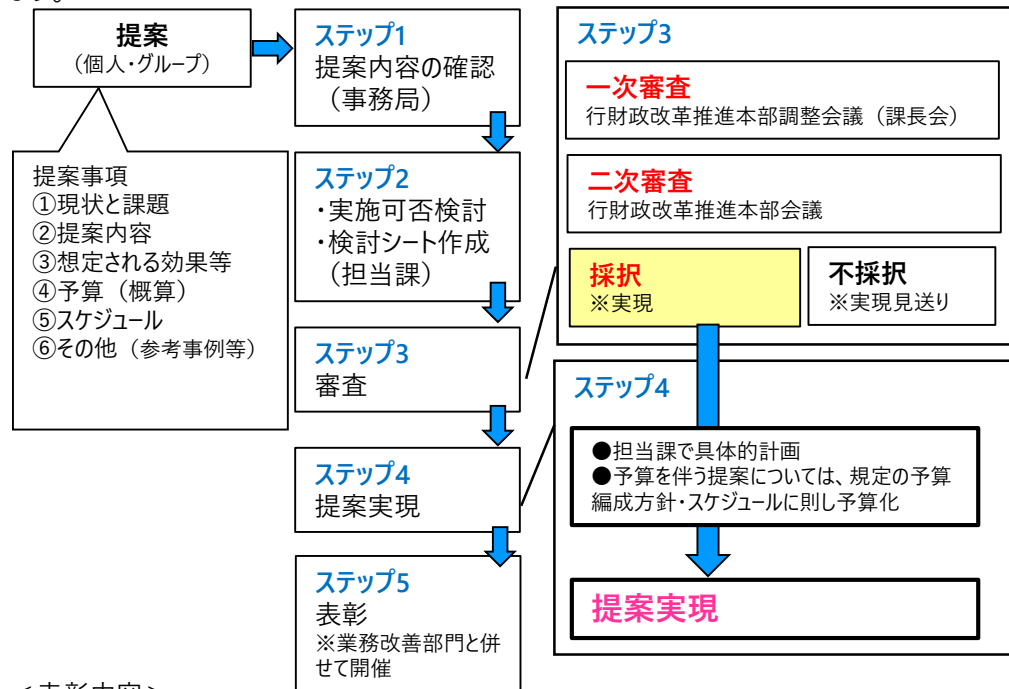 提案
（個人・グループ）
提案事項
①現状と課題
②提案内容
③想定される効果等
④予算（概算）
⑤スケジュール
⑥その他（参考事例等）
ステップ1
提案内容の確認
（事務局）
ステップ2
・実施可否検討
・検討シート作成
（担当課）
ステップ3
審査
ステップ4
提案実現
ステップ5
表彰
※業務改善部門と併
せて開催
ステップ3
一次審査
行財政改革推進本部調整会議（課長会）
二次審査
行財政改革推進本部会議
採択
※実現
不採択
※実現見送り
ステップ4
●担当課で具体的計画
●予算を伴う提案については、規定の予算
編成方針・スケジュールに則し予算化
提案実現